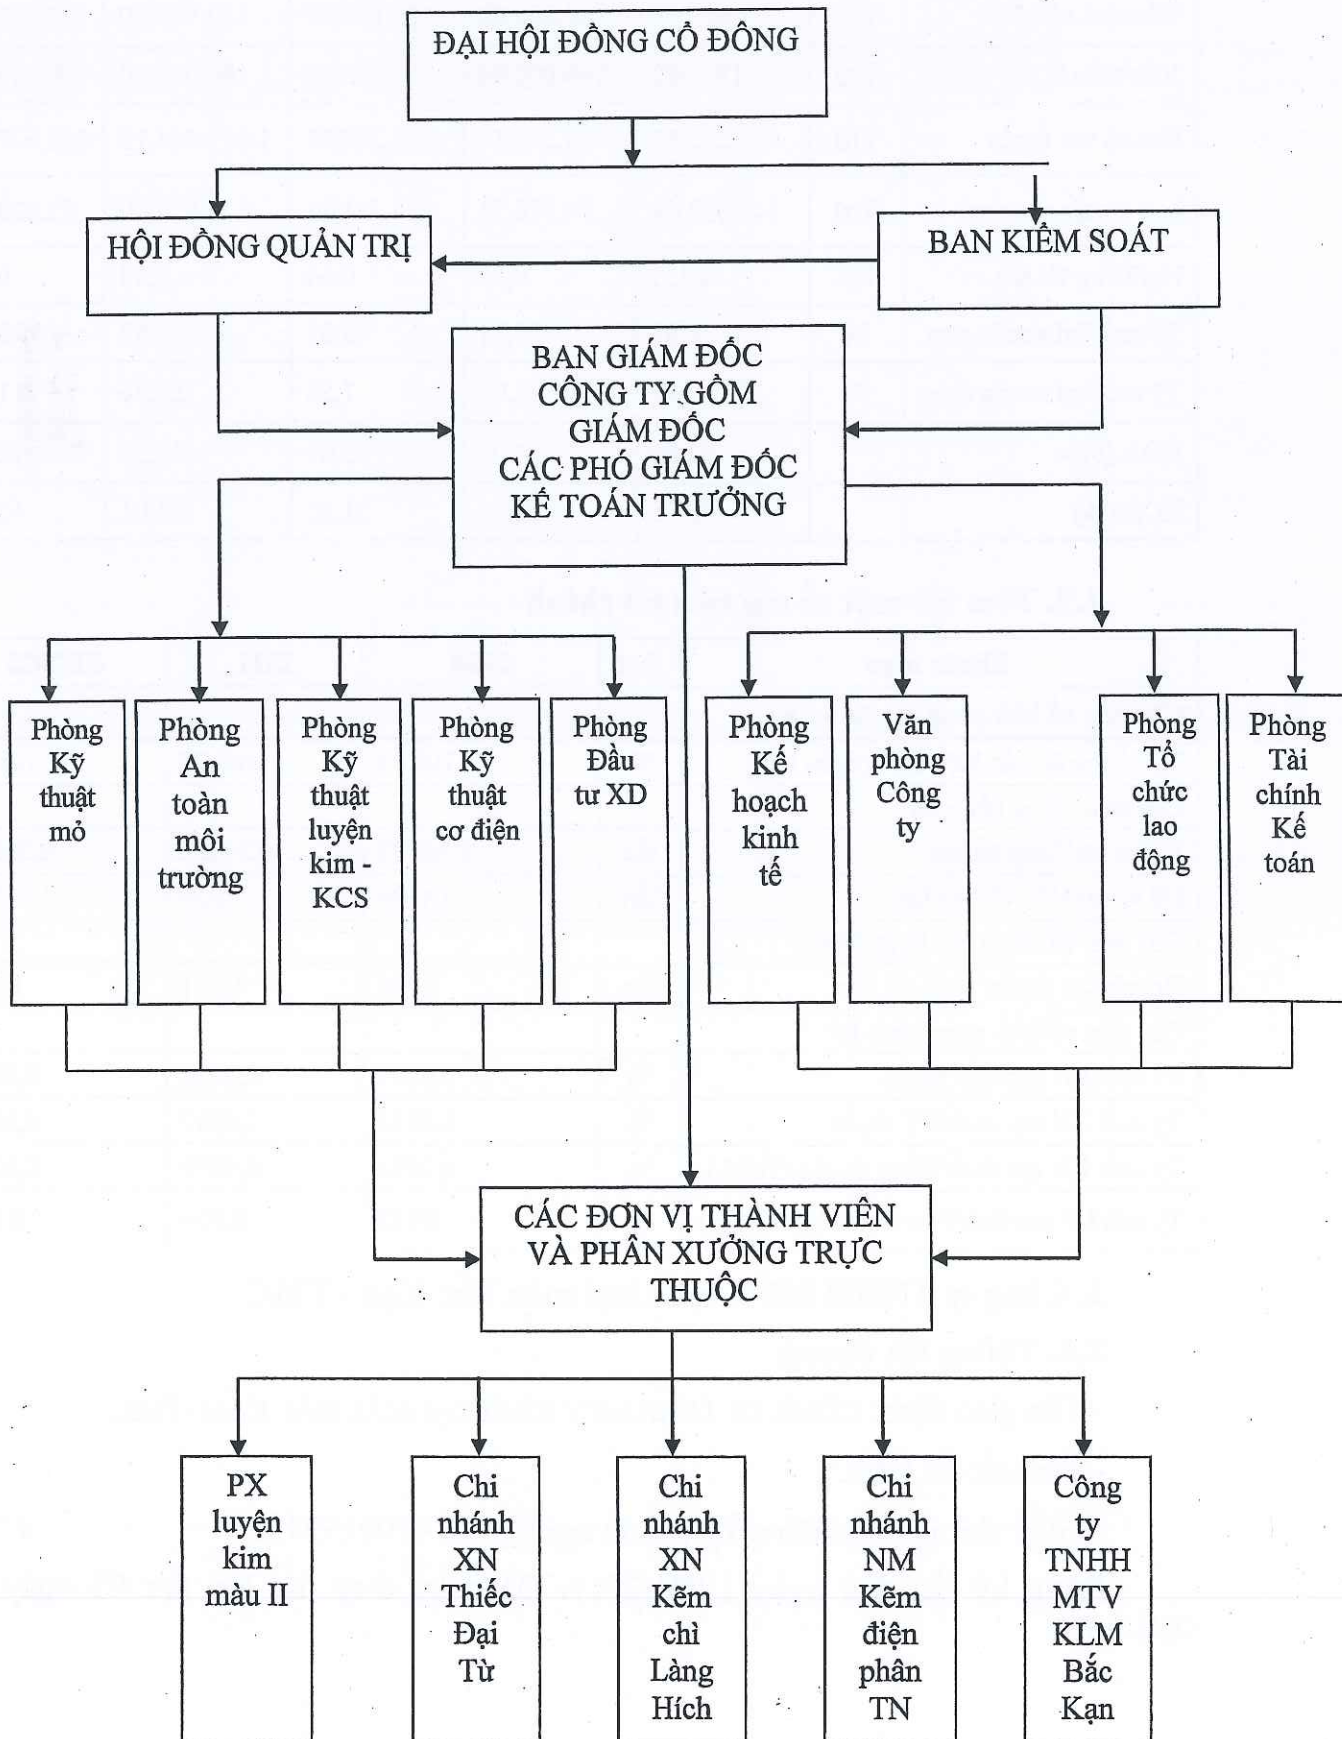 ĐẠI HỘI ĐỒNG CỔ ĐÔNG
HỘI ĐỒNG QUẢN TRỊ
BAN KIỂM SOÁT
BAN GIÁM ĐỐC
CÔNG TY GỒM
GIÁM ĐỐC
CÁC PHÓ GIÁM ĐỐC
KẾ TOÁN TRƯỞNG
Phòng
Kỹ
thuật
mỏ
Phòng
An
toàn
môi
trường
Phòng
Kỹ
thuật
luyện
kim -
KCS
Phòng
Kỹ
thuật
cơ điện
Phòng
Đầu
tư XD
Phòng
Kế
hoạch
kinh
tế
Văn
phòng
Công
ty
Phòng
Tổ
chức
lao
động
Phòng
Tài
chính
Kế
toán
CÁC ĐƠN VỊ THÀNH VIÊN
VÀ PHÂN XƯỞNG TRỰC
THUỘC
PX
luyện
kim
màu II
Chi
nhánh
XN
Thiếc
Đại
Từ
Chi
nhánh
XN
Kẽm
chì
Làng
Hích
Chi
nhánh
NM
Kẽm
điện
phân
TN
Công
ty
TNHH
MTV
KLM
Bắc
Kạn